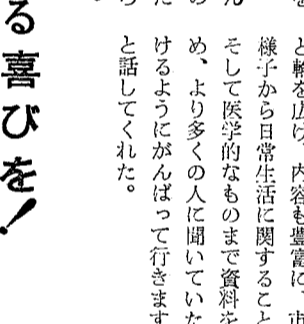 と輪を広げ、内容も豊富に、市
様子から日常生活に関すること
そして医学的なものまで資料を
め、より多くの人に聞いていた
けるようにがんばって行きます
と話してくれた。
る喜びを!